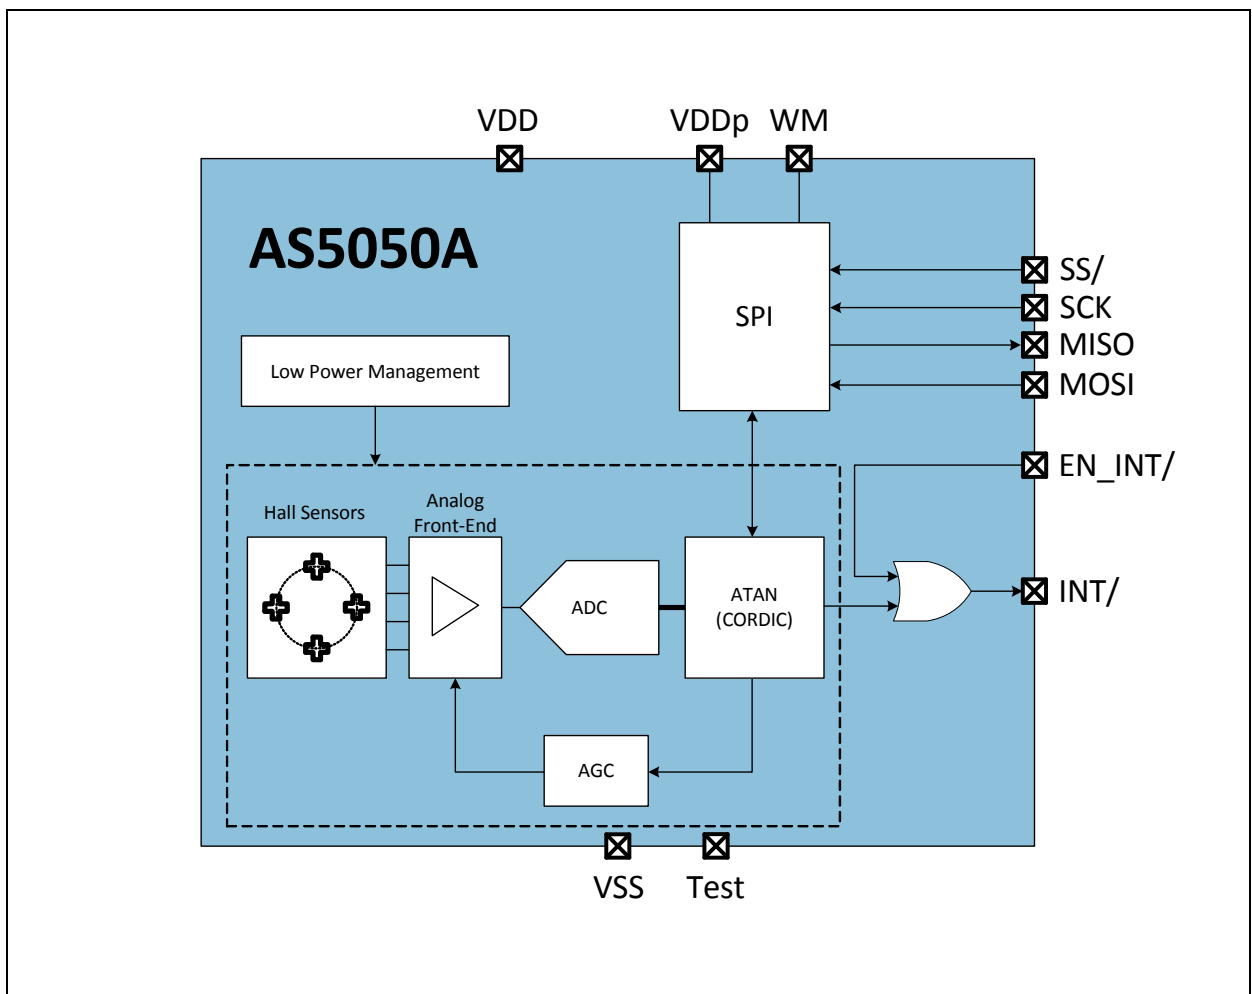 VDD
VDDp
WM
AS5050A
SPI
SS/
SCK
MISO
MOSI
Low Power Management
EN_INT/
Hall Sensors
Analog
Front-End
ADC
ATAN
(CORDIC)
INT/
AGC
VSS
Test